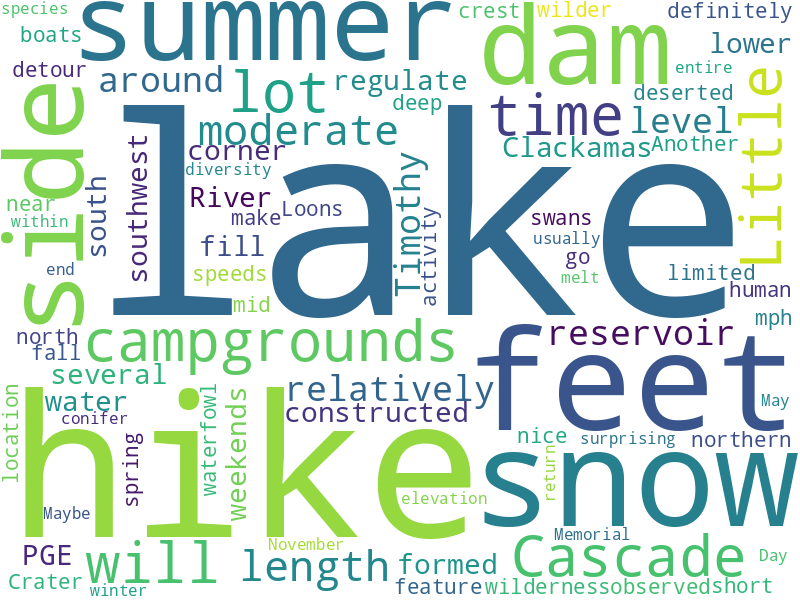 species
boats
summer
crest
wilder
definitely
dam
lower
detour
around
lot
regulate
deep
entire
time
deserted
level
side
moderate
Clackamas
Another
Little
lake
corner
diversity
southwest
south
River
make
Loons
Timothy
activity
swans
usually
near
within
fill
go
melt
limited
end
speeds
human
mid
mph
north
fall
campgrounds
reservoir
feet
several
relatively
water
constructed
May
conifer
location
hike
spring
waterfowl
weekends
nice
surprising
northern
snow
return
elevation
Maybe
Memorial
November
PGE
will
length
formed
Cascade
Day
Crater
winter
feature
wilderness
observed
short